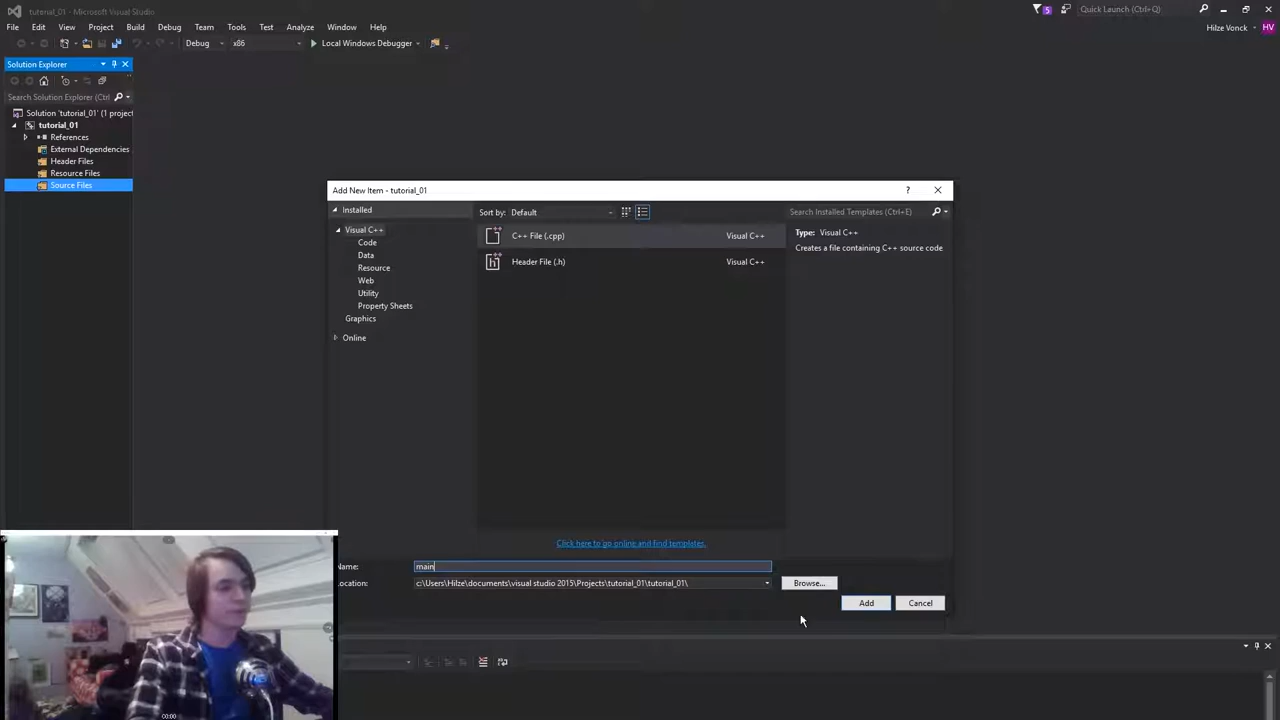 tutorial_01 - Microsoft Visual Studio
5
Quick Launch (Ctrl+Q)
File Edit View Project Build Debug Team Tools Test Analyze Window Help
Hilze Vonck
HV
Debug
x86
Local Windows Debugger
Solution Explorer
Search Solution Explorer (Ctrl
Solution 'tutorial_01' (1 project
tutorial_01
References
External Dependencies
Header Files
Resource Files
Source Files
Add New Item - tutorial_01
?
Installed
Sort by: Default
Search Installed Templates (Ctrl+E)
Visual C++
Code
Data
Resource
Web
Utility
Property Sheets
Graphics
Online
C++ File (.cpp) Visual C++
Header File (.h) Visual C++
Type: Visual C++
Creates a file containing C++ source code
Click here to go online and find templates.
Name: main
Location: c:\Users\Hilze\documents\visual studio 2015\Projects\tutorial_01\tutorial_01\
Browse...
Add
Cancel
00:00